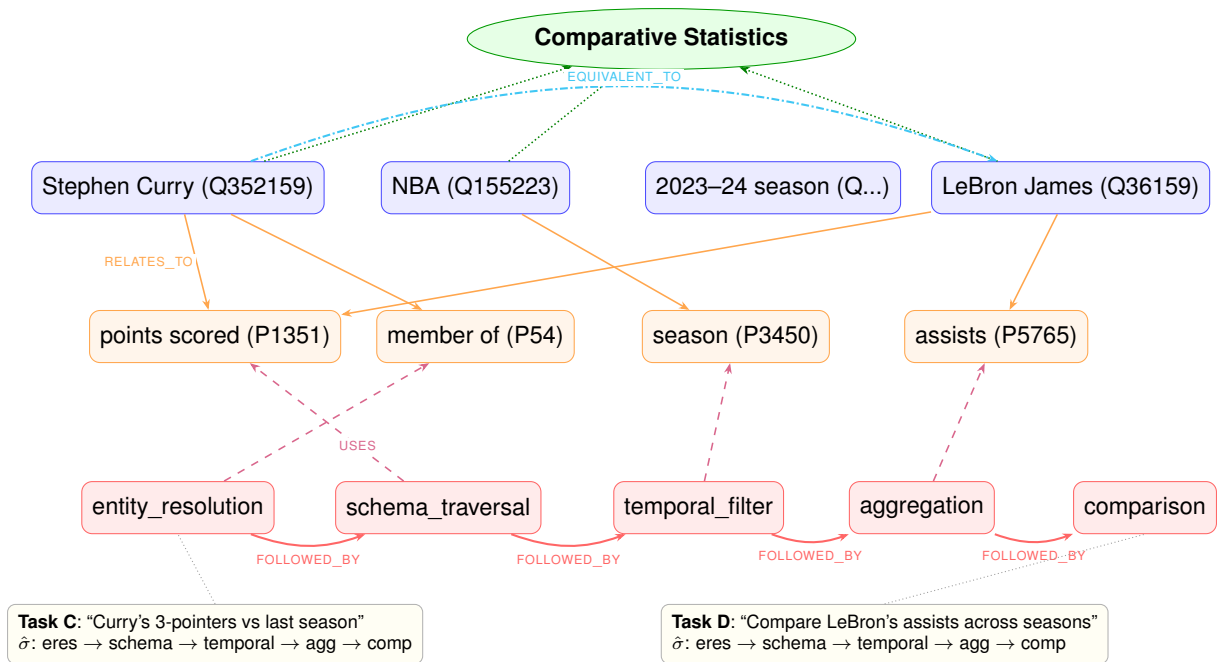 Comparative Statistics
EQUIVALENT_TO
Stephen Curry (Q352159)
NBA (Q155223)
2023–24 season (Q...)
LeBron James (Q36159)
RELATES_TO
points scored (P1351)
member of (P54)
season (P3450)
assists (P5765)
USES
entity_resolution
schema_traversal
temporal_filter
aggregation
comparison
FOLLOWED_BY
FOLLOWED_BY
FOLLOWED_BY
FOLLOWED_BY
Task C: “Curry’s 3-pointers vs last season”
σ̂: eres → schema → temporal → agg → comp
Task D: “Compare LeBron’s assists across seasons”
σ̂: eres → schema → temporal → agg → comp